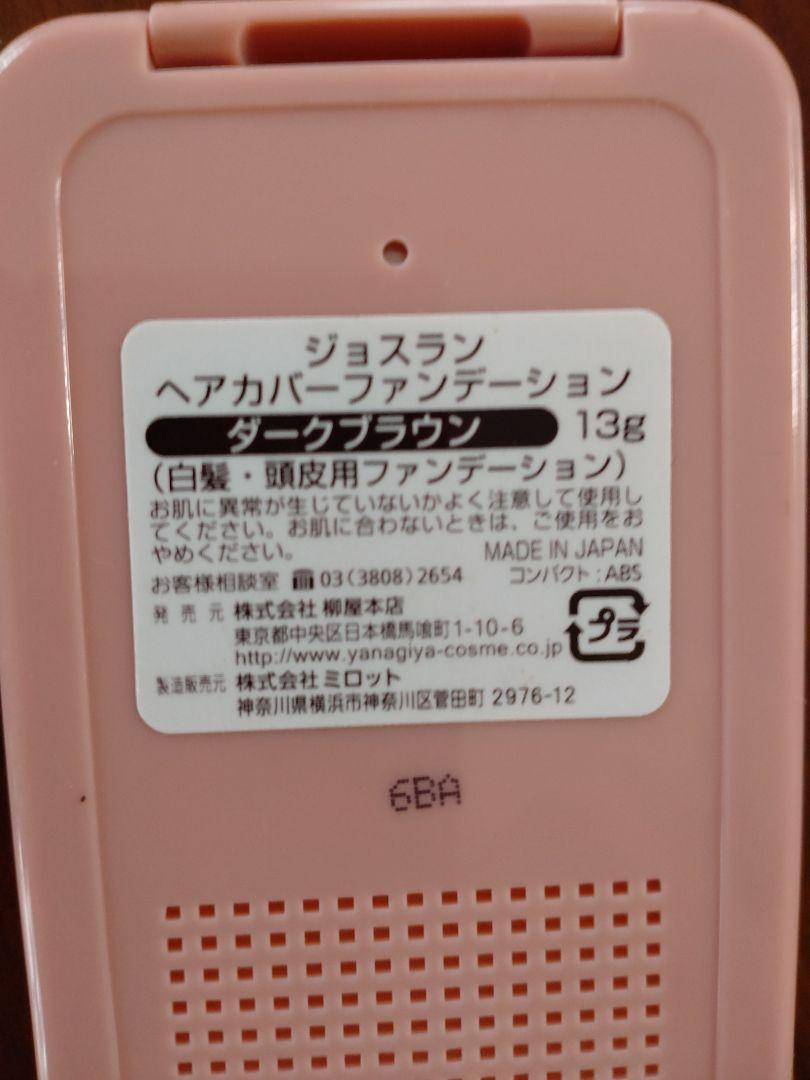 ジョスラン
ヘアカバーファンデーション
ダークブラウン 13g
（白髪・頭皮用ファンデーション）
お肌に異常が生じていないかよく注意して使用し
てください。お肌に合わないときは、ご使用をお
やめください。 MADE IN JAPAN
お客様相談室 ☎ 03(3808)2654 コンパクト：ABS
発売元 株式会社 柳屋本店
東京都中央区日本橋馬喰町1-10-6
http://www.yanagiya-cosme.co.jp
プラ
製造販売元 株式会社 ミロット
神奈川県横浜市神奈川区菅田町 2976-12
6BA